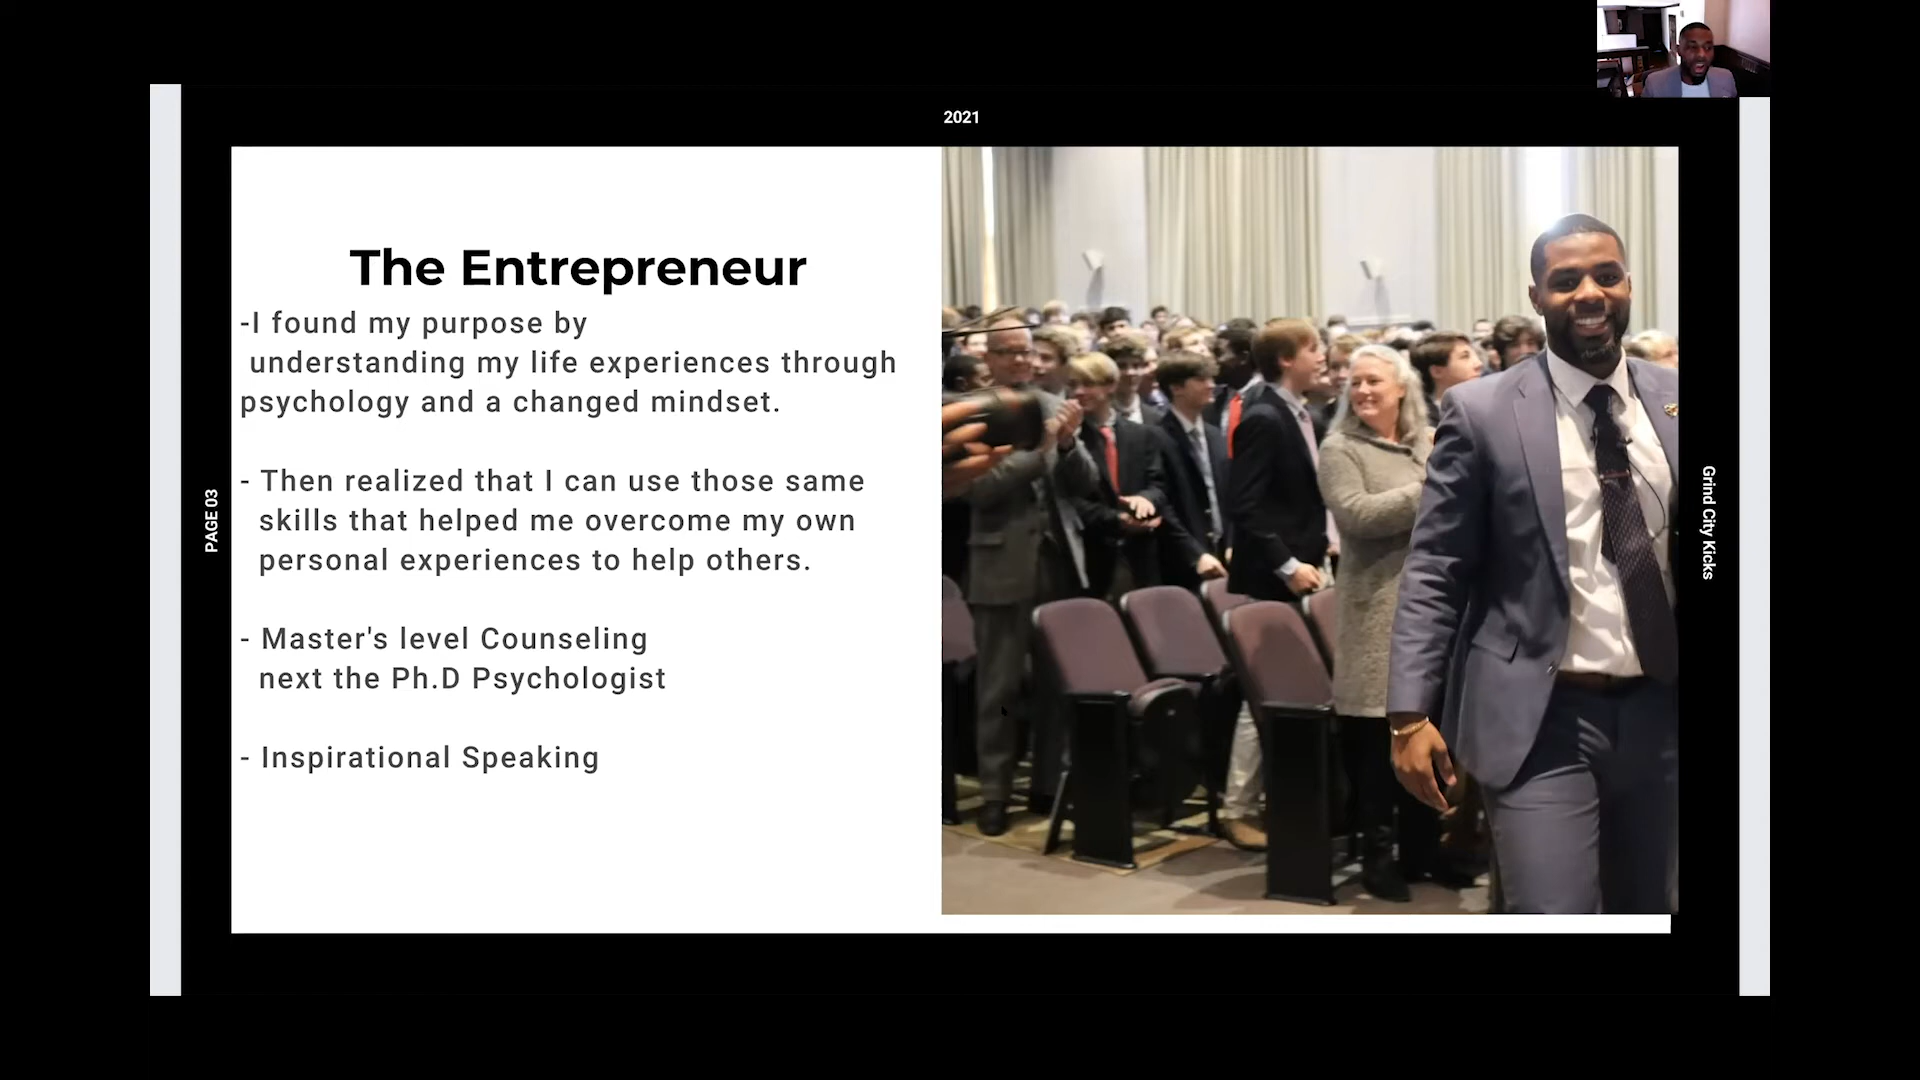 2021
The Entrepreneur
-I found my purpose by
understanding my life experiences through
psychology and a changed mindset.
- Then realized that I can use those same
skills that helped me overcome my own
personal experiences to help others.
- Master's level Counseling
next the Ph.D Psychologist
- Inspirational Speaking
PAGE 03
Grind City Kicks